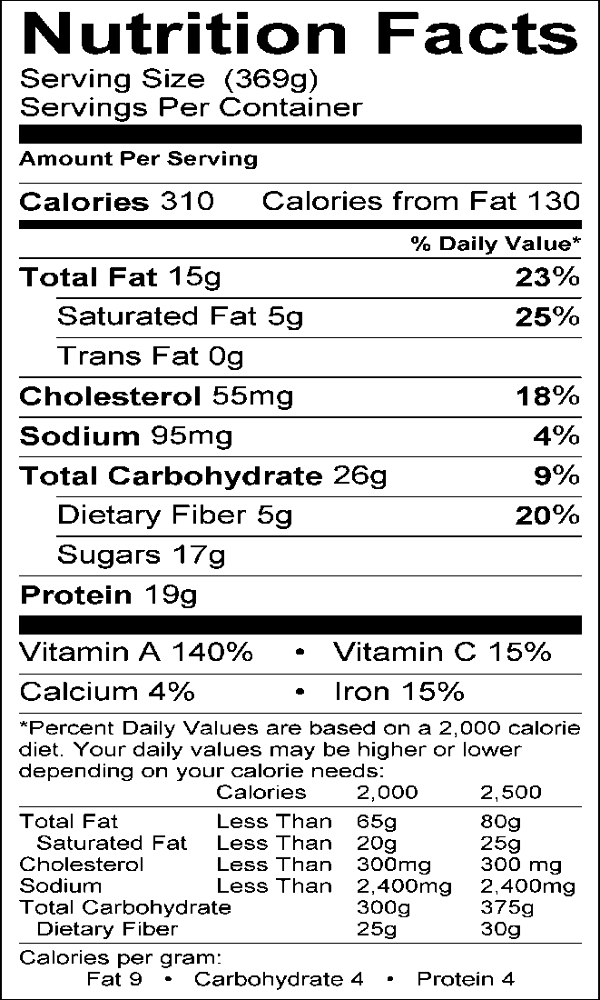 Nutrition Facts
Serving Size (369g)
Servings Per Container
Amount Per Serving
Calories 310 Calories from Fat 130
% Daily Value*
Total Fat 15g 23%
Saturated Fat 5g 25%
Trans Fat 0g
Cholesterol 55mg 18%
Sodium 95mg 4%
Total Carbohydrate 26g 9%
Dietary Fiber 5g 20%
Sugars 17g
Protein 19g
Vitamin A 140% • Vitamin C 15%
Calcium 4% • Iron 15%
*Percent Daily Values are based on a 2,000 calorie
diet. Your daily values may be higher or lower
depending on your calorie needs:
Calories 2,000 2,500
Total Fat Less Than 65g 80g
Saturated Fat Less Than 20g 25g
Cholesterol Less Than 300mg 300 mg
Sodium Less Than 2,400mg 2,400mg
Total Carbohydrate 300g 375g
Dietary Fiber 25g 30g
Calories per gram:
Fat 9 • Carbohydrate 4 • Protein 4